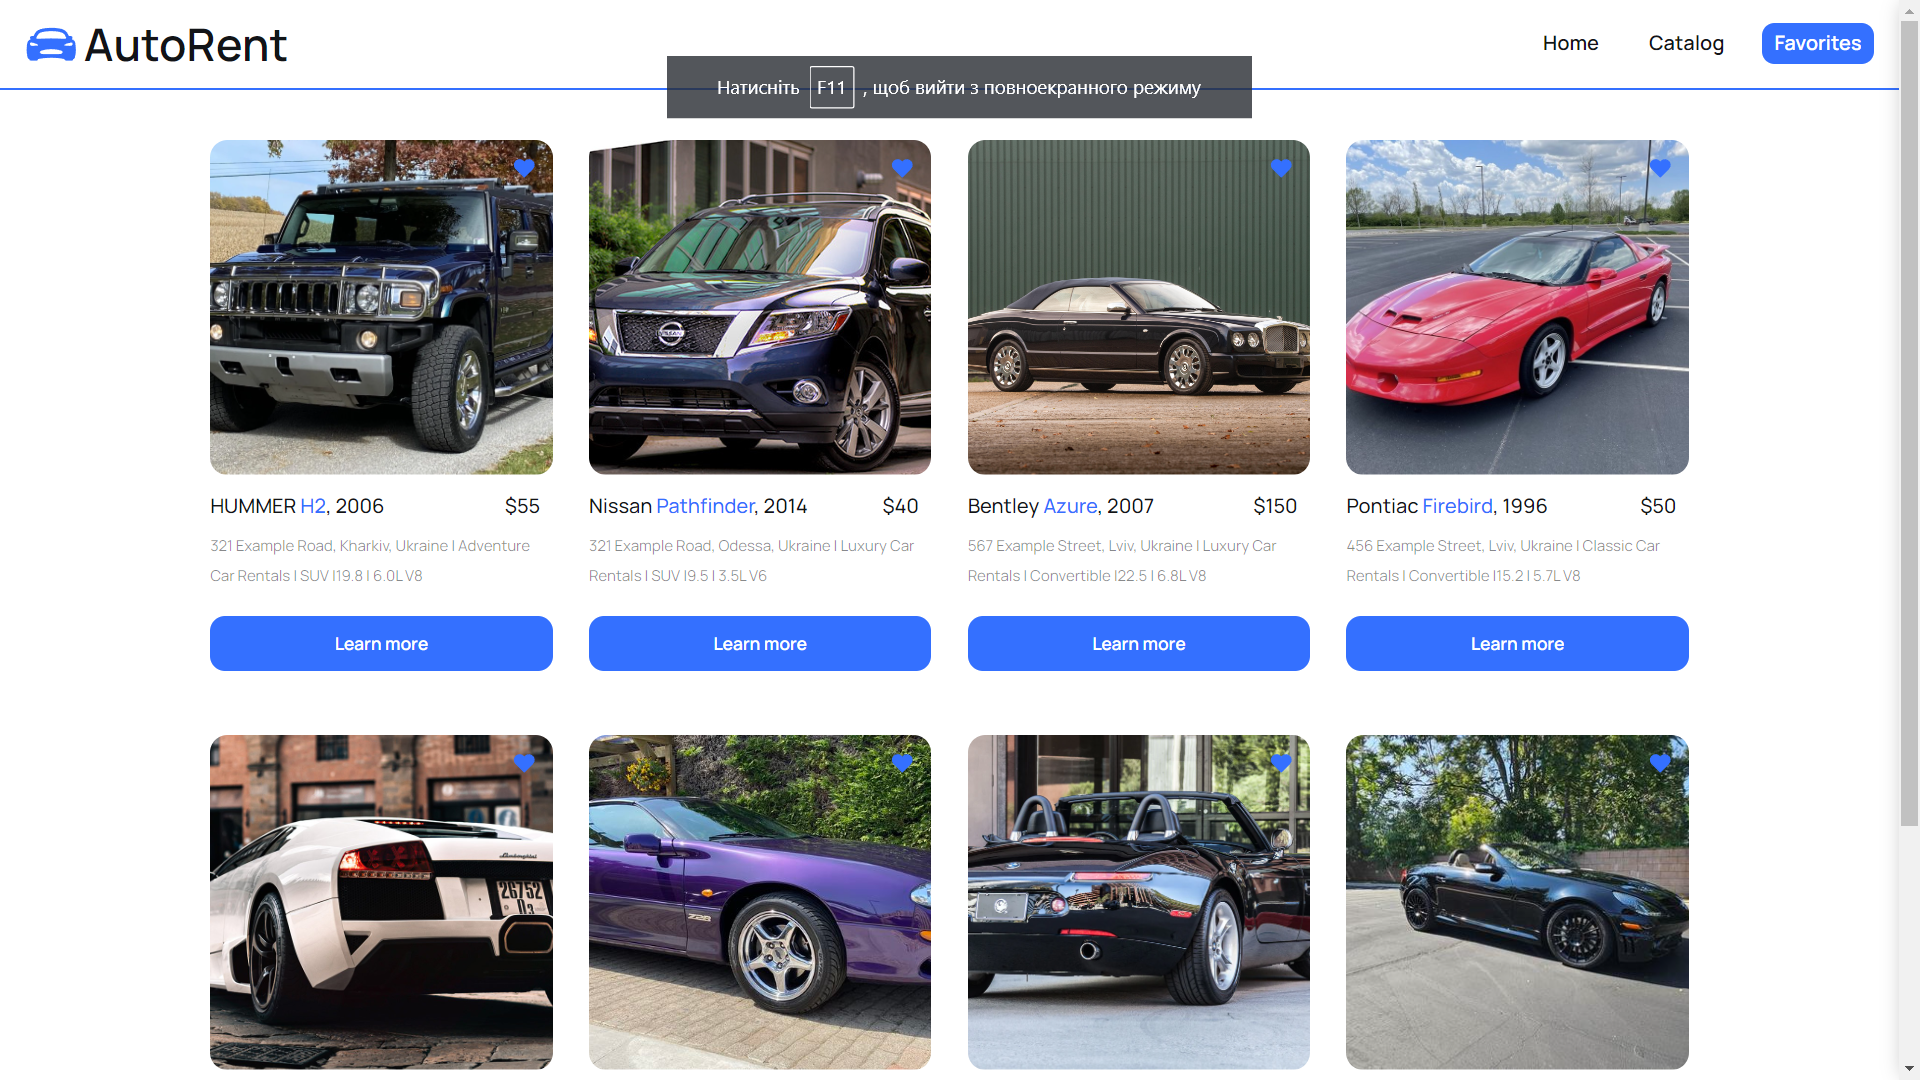 AutoRent
Home
Catalog
Favorites
Натисніть F11 , щоб вийти з повноекранного режиму
NISSAN
HUMMER H2, 2006
$55
321 Example Road, Kharkiv, Ukraine | Adventure
Car Rentals | SUV |19.8 | 6.0L V8
Learn more
Nissan Pathfinder, 2014
$40
321 Example Road, Odessa, Ukraine | Luxury Car
Rentals | SUV |9.5 | 3.5L V6
Learn more
Bentley Azure, 2007
$150
567 Example Street, Lviv, Ukraine | Luxury Car
Rentals | Convertible |22.5 | 6.8L V8
Learn more
Pontiac Firebird, 1996
$50
456 Example Street, Lviv, Ukraine | Classic Car
Rentals | Convertible |15.2 | 5.7L V8
Learn more
Lamborghini
26752
Z28